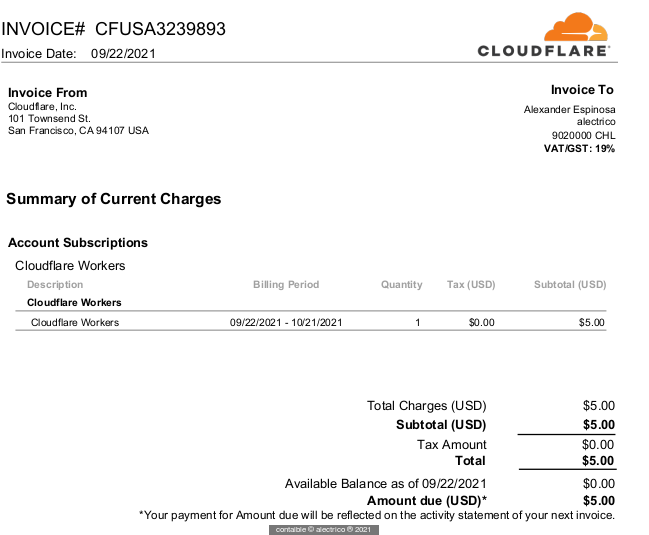 INVOICE# CFUSA3239893
Invoice Date: 09/22/2021
CLOUDFLARE
Invoice From
Cloudflare, Inc.
101 Townsend St.
San Francisco, CA 94107 USA
Invoice To
Alexander Espinosa
alectrico
9020000 CHL
VAT/GST: 19%
Summary of Current Charges
Account Subscriptions
Cloudflare Workers
Description Billing Period Quantity Tax (USD) Subtotal (USD)
Cloudflare Workers
Cloudflare Workers 09/22/2021 - 10/21/2021 1 $0.00 $5.00
Total Charges (USD) $5.00
Subtotal (USD) $5.00
Tax Amount $0.00
Total $5.00
Available Balance as of 09/22/2021 $0.00
Amount due (USD)* $5.00
*Your payment for Amount due will be reflected on the activity statement of your next invoice.
contaible © alectrico ® 2021